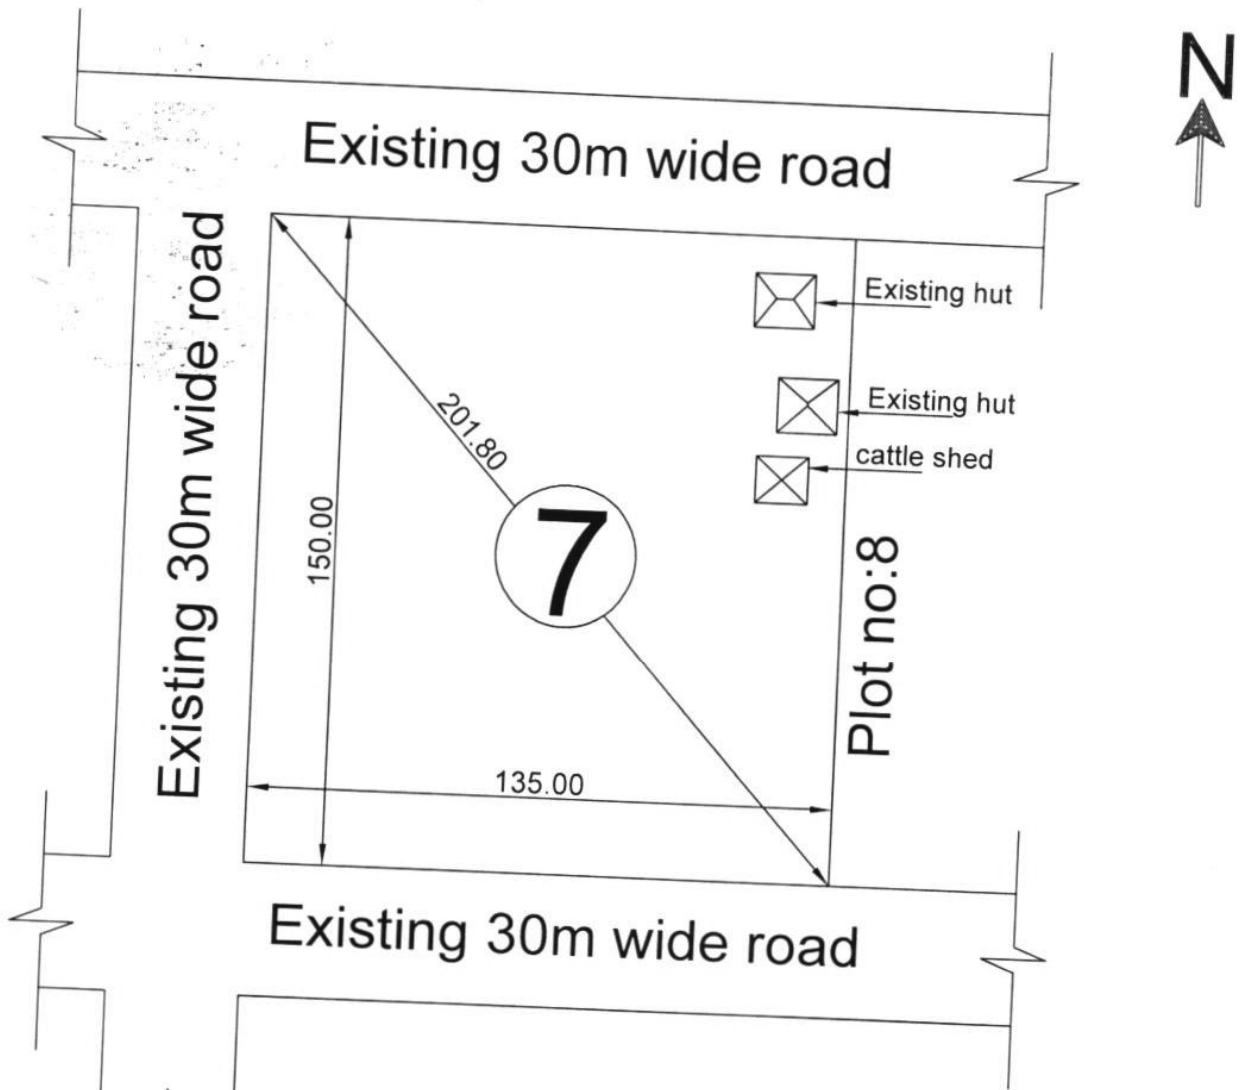 N
Existing 30m wide road
Existing 30m wide road
Existing hut
201.80
Existing hut
cattle shed
150.00
7
Plot no:8
135.00
Existing 30m wide road